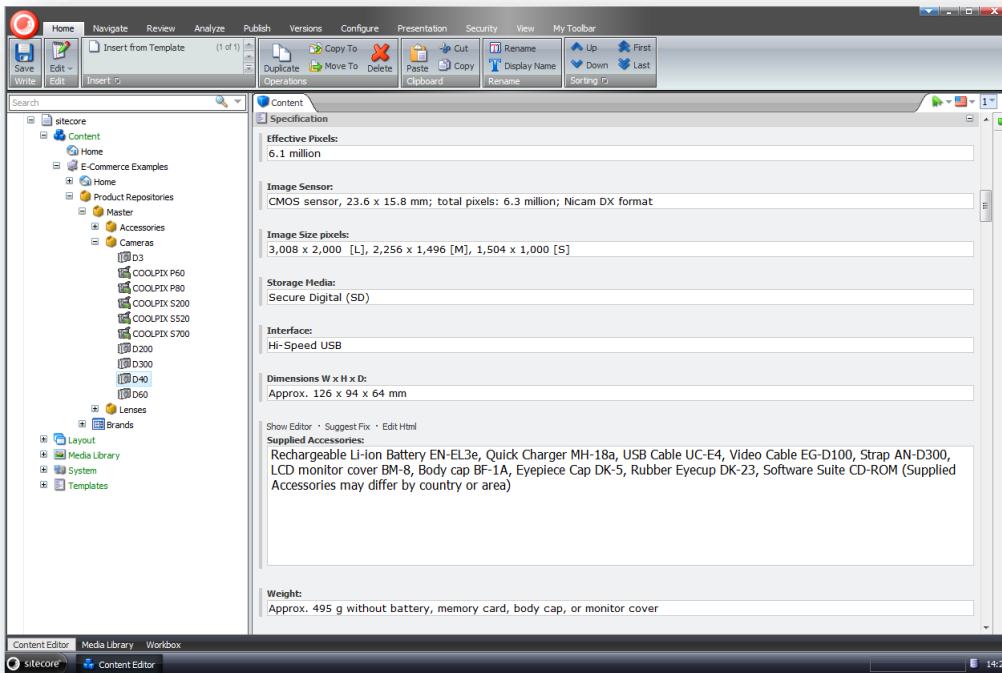 Home Navigate Review Analyze Publish Versions Configure Presentation Security View My Toolbar
Insert from Template (1 of 1) Copy To Cut Rename Up First
Save Edit Duplicate Move To Delete Paste Copy Display Name Down Last
Write Edit Insert Operations Clipboard Rename Sorting
Search
sitecore
Content
Home
E-Commerce Examples
Home
Product Repositories
Master
Accessories
Cameras
D3
COOLPIX P60
COOLPIX P80
COOLPIX S200
COOLPIX S520
COOLPIX S700
D200
D300
D40
D60
Lenses
Brands
Layout
Media Library
System
Templates
Content
1
Specification
Effective Pixels:
6.1 million
Image Sensor:
CMOS sensor, 23.6 x 15.8 mm; total pixels: 6.3 million; Nicam DX format
Image Size pixels:
3,008 x 2,000 [L], 2,256 x 1,496 [M], 1,504 x 1,000 [S]
Storage Media:
Secure Digital (SD)
Interface:
Hi-Speed USB
Dimensions W x H x D:
Approx. 126 x 94 x 64 mm
Show Editor · Suggest Fix · Edit Html
Supplied Accessories:
Rechargeable Li-ion Battery EN-EL3e, Quick Charger MH-18a, USB Cable UC-E4, Video Cable EG-D100, Strap AN-D300,
LCD monitor cover BM-8, Body cap BF-1A, Eyepiece Cap DK-5, Rubber Eyecup DK-23, Software Suite CD-ROM (Supplied
Accessories may differ by country or area)
Weight:
Approx. 495 g without battery, memory card, body cap, or monitor cover
Content Editor Media Library Workbox
sitecore Content Editor